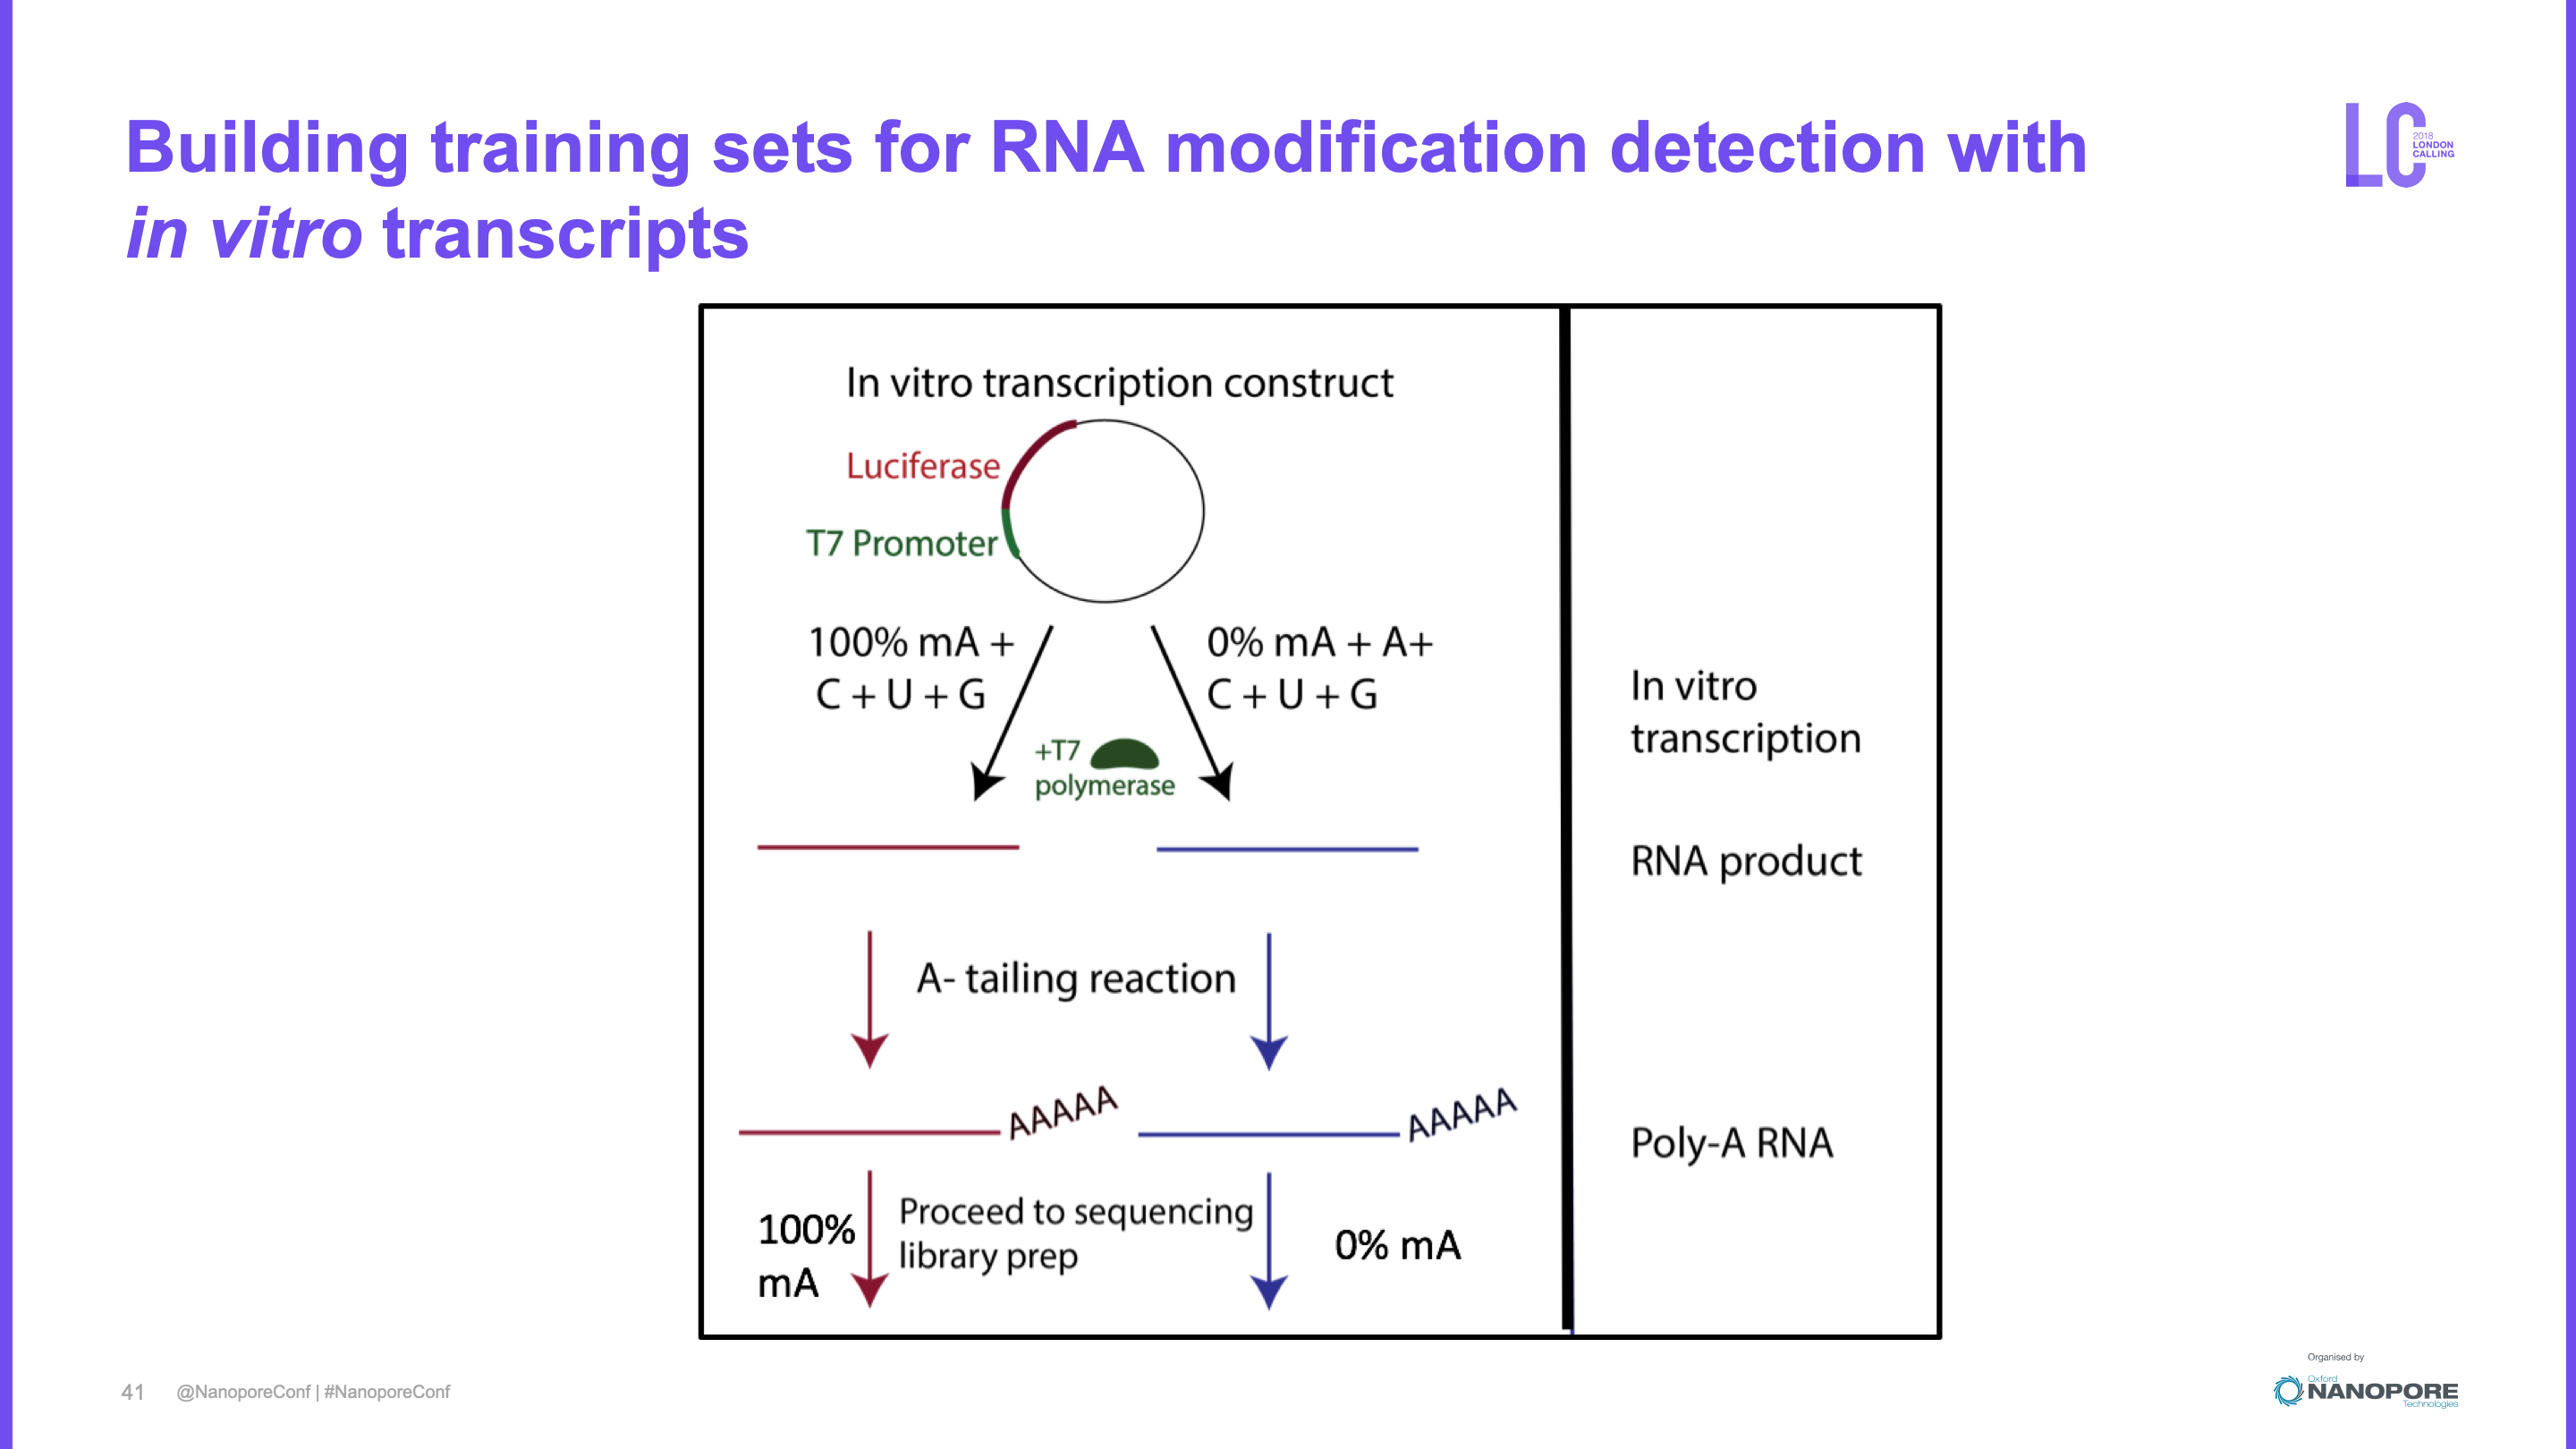 Building training sets for RNA modification detection with
in vitro transcripts
LC
2018
LONDON
CALLING
In vitro transcription construct
Luciferase
T7 Promoter
100% mA +
C + U + G
0% mA + A+
C + U + G
+T7
polymerase
In vitro
transcription
RNA product
A- tailing reaction
AAAAA
AAAAA
Poly-A RNA
100%
mA
Proceed to sequencing
library prep
0% mA
41
@NanoporeConf | #NanoporeConf
Organised by
Oxford
NANOPORE
Technologies